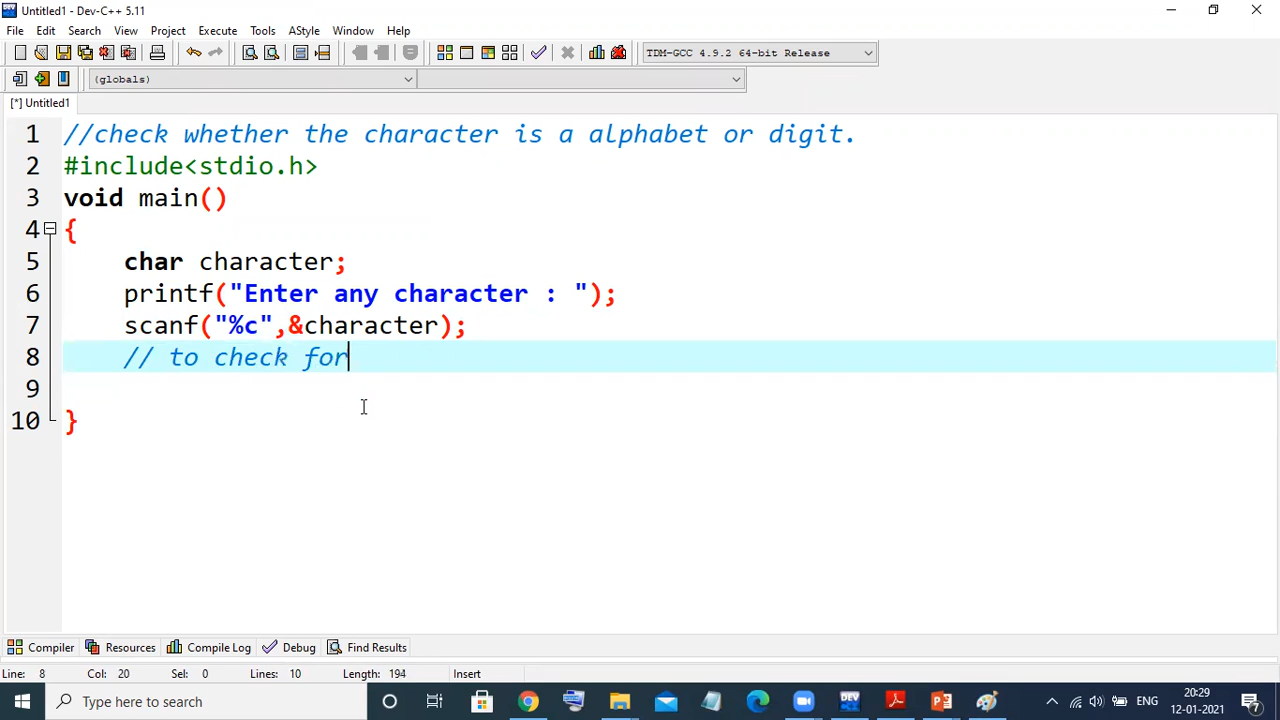 Untitled1 - Dev-C++ 5.11
File Edit Search View Project Execute Tools AStyle Window Help
TDM-GCC 4.9.2 64-bit Release
(globals)
[*] Untitled1
1 //check whether the character is a alphabet or digit.
2 #include<stdio.h>
3 void main()
4 {
5 char character;
6 printf("Enter any character : ");
7 scanf("%c",&character);
8 // to check for
9
10 }
Compiler Resources Compile Log Debug Find Results
Line: 8 Col: 20 Sel: 0 Lines: 10 Length: 194 Insert
Type here to search
ENG
20:29
12-01-2021
7